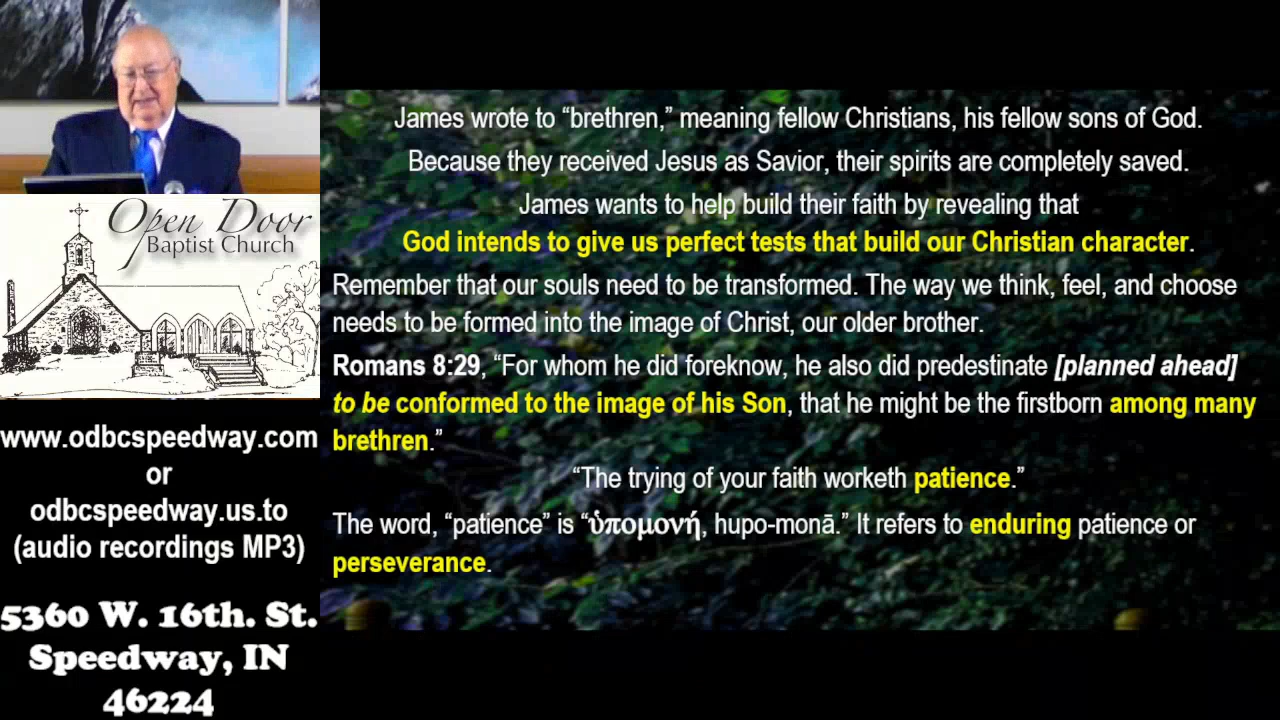 Open Door
Baptist Church
www.odbcspeedway.com
or
odbcspeedway.us.to
(audio recordings MP3)
5360 W. 16th. St.
Speedway, IN
46224
James wrote to “brethren,” meaning fellow Christians, his fellow sons of God.
Because they received Jesus as Savior, their spirits are completely saved.
James wants to help build their faith by revealing that
God intends to give us perfect tests that build our Christian character.
Remember that our souls need to be transformed. The way we think, feel, and choose
needs to be formed into the image of Christ, our older brother.
Romans 8:29, “For whom he did foreknow, he also did predestinate [planned ahead]
to be conformed to the image of his Son, that he might be the firstborn among many
brethren.”
“The trying of your faith worketh patience.”
The word, “patience” is “ὑπομονή, hupo-monā.” It refers to enduring patience or
perseverance.